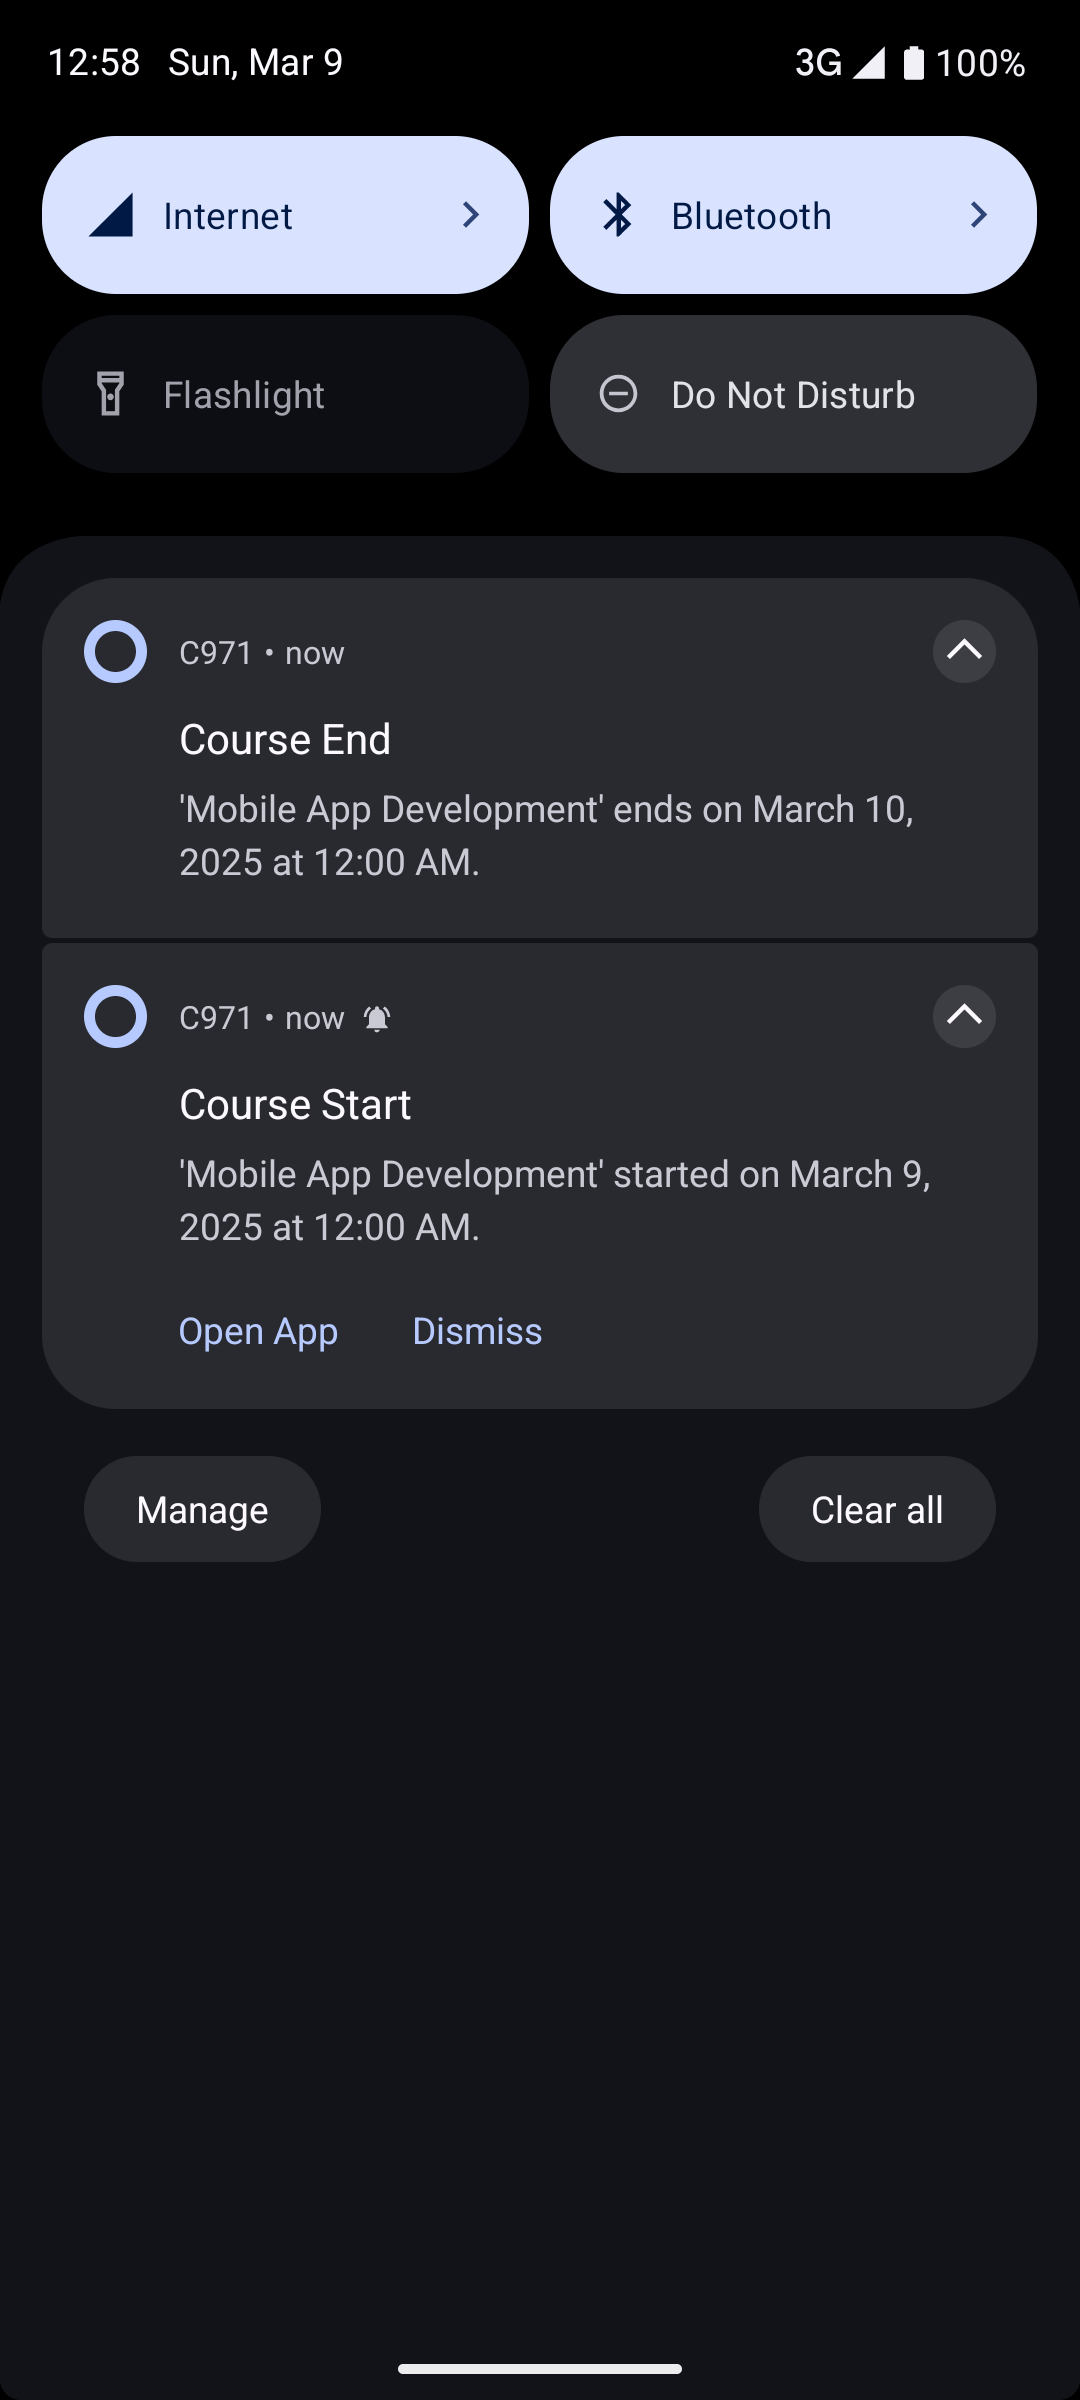 12:58 Sun, Mar 9 3G 100%
Internet Bluetooth
Flashlight Do Not Disturb
C971 • now
Course End
'Mobile App Development' ends on March 10,
2025 at 12:00 AM.
C971 • now
Course Start
'Mobile App Development' started on March 9,
2025 at 12:00 AM.
Open App Dismiss
Manage Clear all